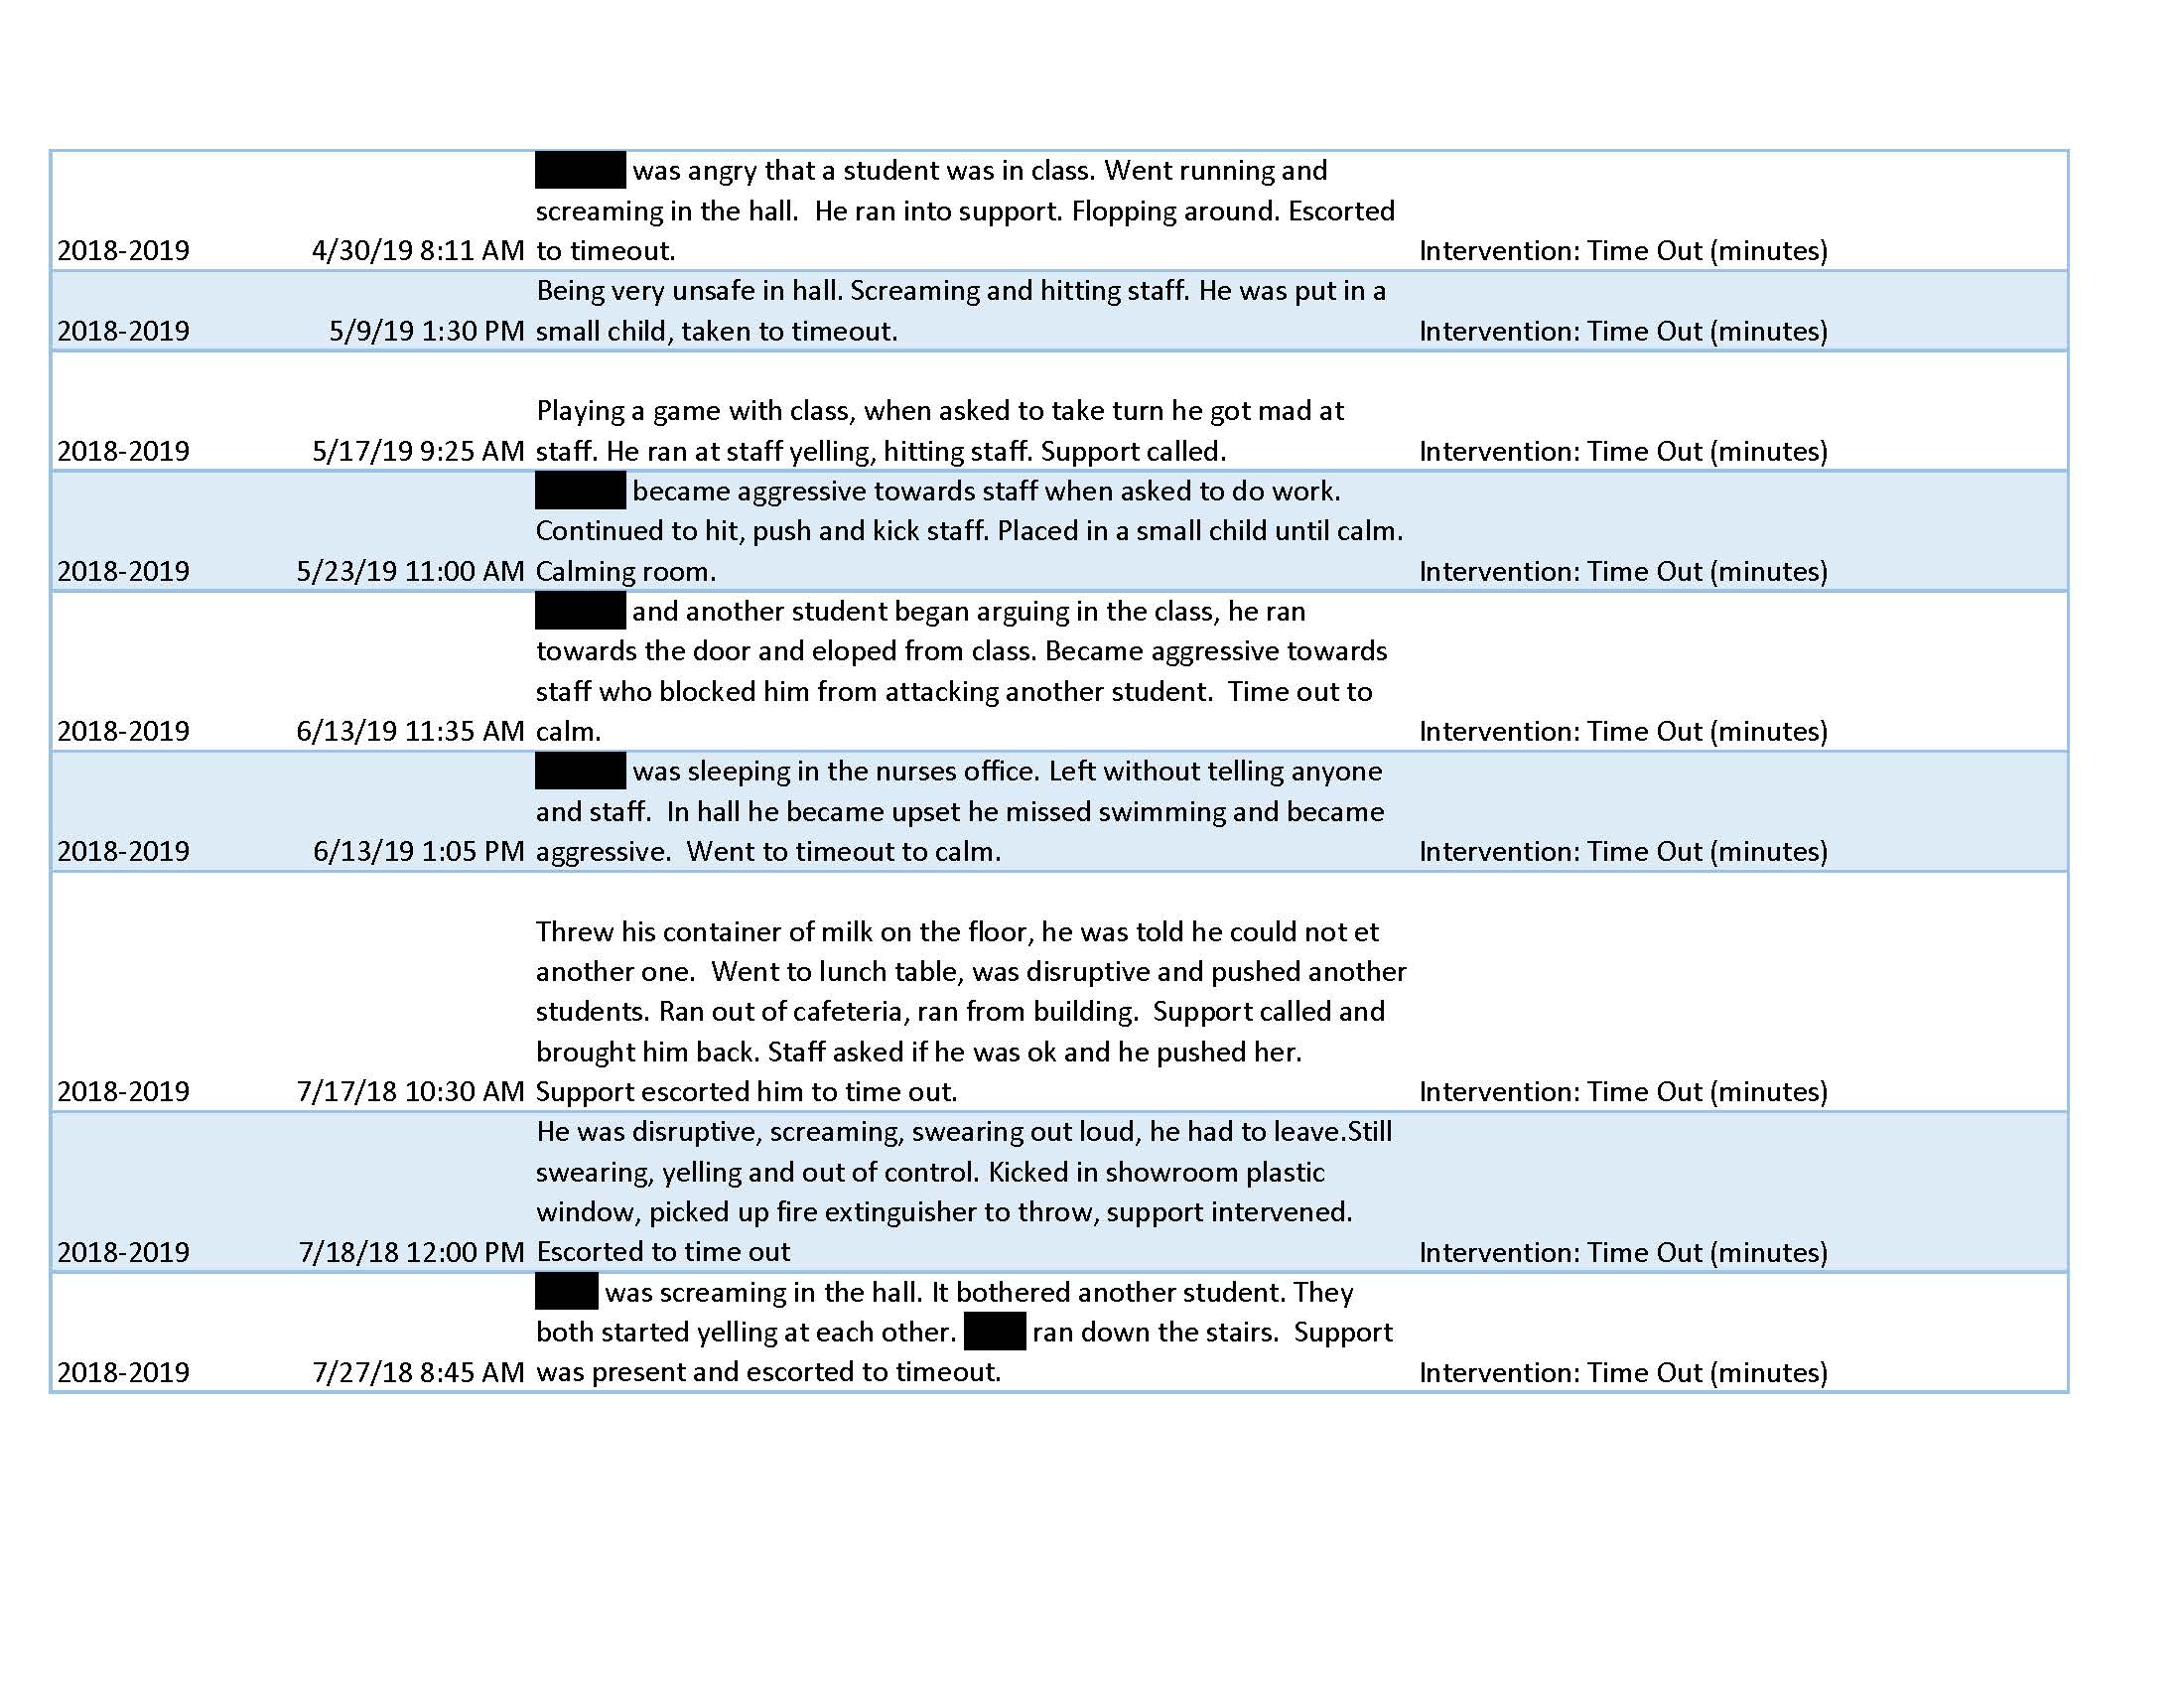 was angry that a student was in class. Went running and
screaming in the hall.  He ran into support. Flopping around. Escorted
2018-2019 4/30/19 8:11 AM to timeout. Intervention: Time Out (minutes)
Being very unsafe in hall. Screaming and hitting staff. He was put in a
2018-2019 5/9/19 1:30 PM small child, taken to timeout. Intervention: Time Out (minutes)
Playing a game with class, when asked to take turn he got mad at
2018-2019 5/17/19 9:25 AM staff. He ran at staff yelling, hitting staff. Support called. Intervention: Time Out (minutes)
became aggressive towards staff when asked to do work.
Continued to hit, push and kick staff. Placed in a small child until calm.
2018-2019 5/23/19 11:00 AM Calming room. Intervention: Time Out (minutes)
and another student began arguing in the class, he ran
towards the door and eloped from class. Became aggressive towards
staff who blocked him from attacking another student.  Time out to
2018-2019 6/13/19 11:35 AM calm. Intervention: Time Out (minutes)
was sleeping in the nurses office. Left without telling anyone
and staff.  In hall he became upset he missed swimming and became
2018-2019 6/13/19 1:05 PM aggressive.  Went to timeout to calm. Intervention: Time Out (minutes)
Threw his container of milk on the floor, he was told he could not et
another one.  Went to lunch table, was disruptive and pushed another
students. Ran out of cafeteria, ran from building.  Support called and
brought him back. Staff asked if he was ok and he pushed her.
2018-2019 7/17/18 10:30 AM Support escorted him to time out. Intervention: Time Out (minutes)
He was disruptive, screaming, swearing out loud, he had to leave.Still
swearing, yelling and out of control. Kicked in showroom plastic
window, picked up fire extinguisher to throw, support intervened.
2018-2019 7/18/18 12:00 PM Escorted to time out Intervention: Time Out (minutes)
was screaming in the hall. It bothered another student. They
both started yelling at each other. ran down the stairs.  Support
2018-2019 7/27/18 8:45 AM was present and escorted to timeout. Intervention: Time Out (minutes)